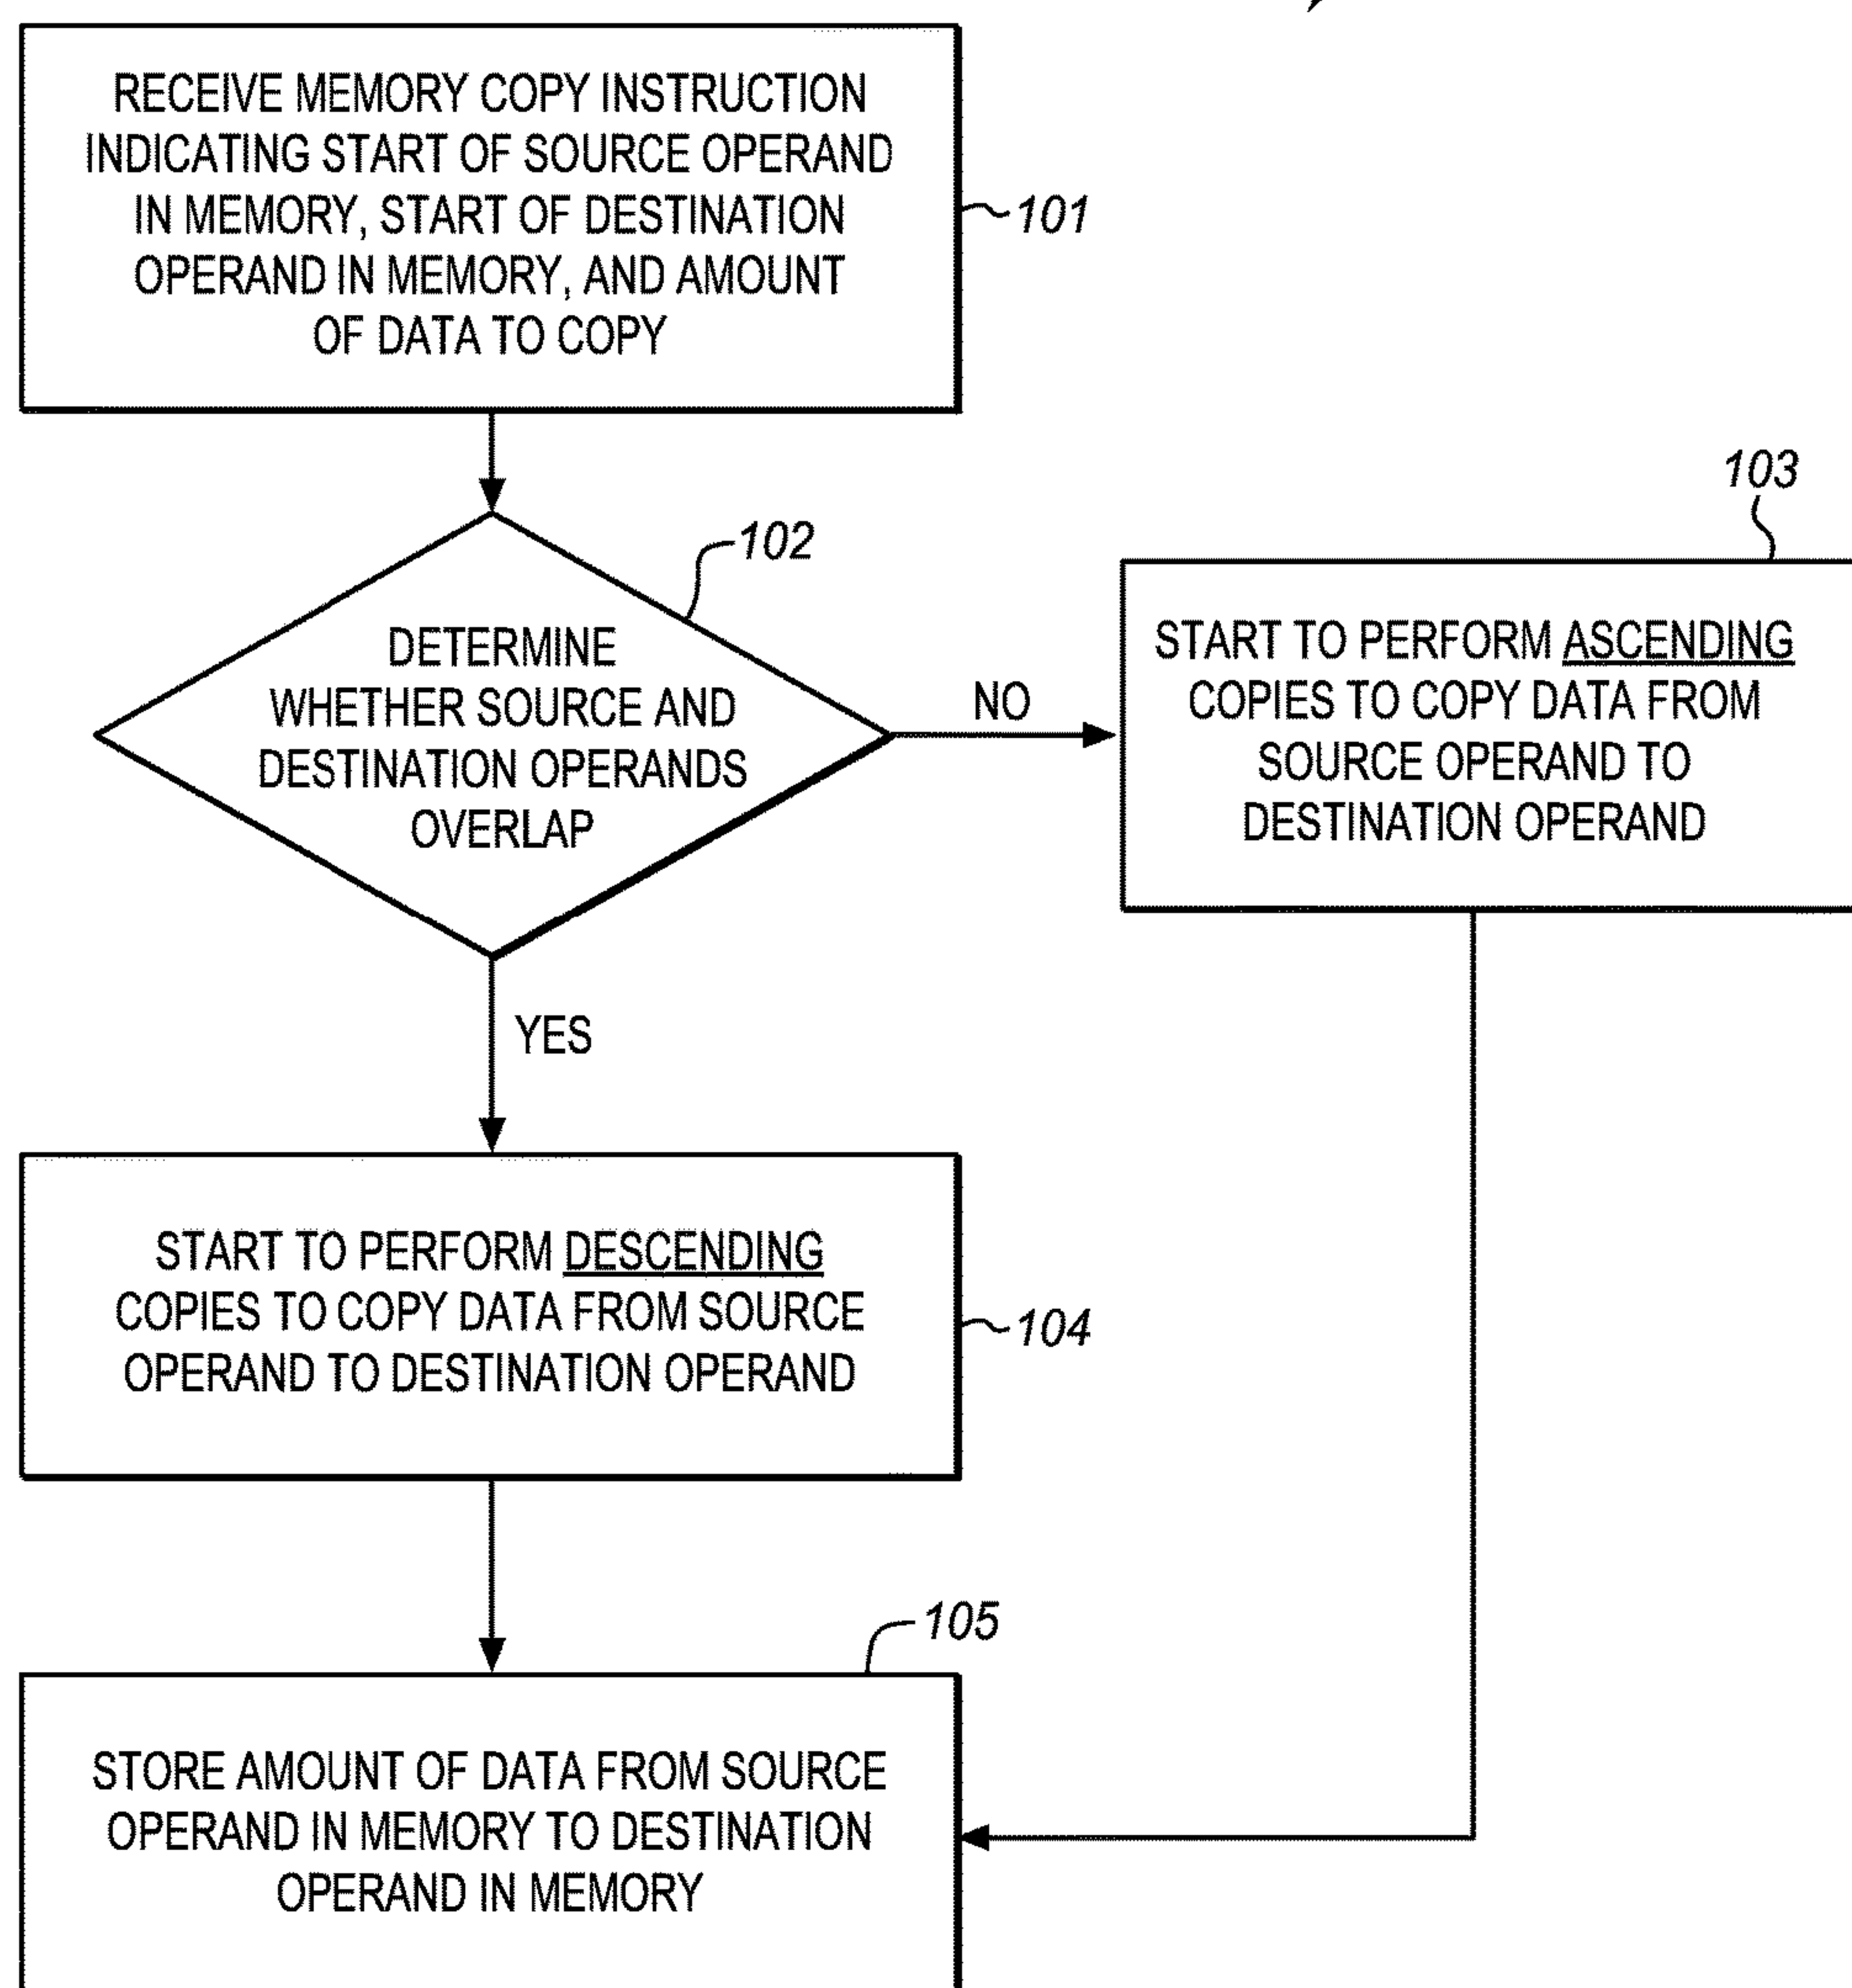 RECEIVE MEMORY COPY INSTRUCTION
INDICATING START OF SOURCE OPERAND
IN MEMORY, START OF DESTINATION
OPERAND IN MEMORY, AND AMOUNT
OF DATA TO COPY
101
102
DETERMINE
WHETHER SOURCE AND
DESTINATION OPERANDS
OVERLAP
NO
103
START TO PERFORM ASCENDING
COPIES TO COPY DATA FROM
SOURCE OPERAND TO
DESTINATION OPERAND
YES
START TO PERFORM DESCENDING
COPIES TO COPY DATA FROM SOURCE
OPERAND TO DESTINATION OPERAND
104
105
STORE AMOUNT OF DATA FROM SOURCE
OPERAND IN MEMORY TO DESTINATION
OPERAND IN MEMORY